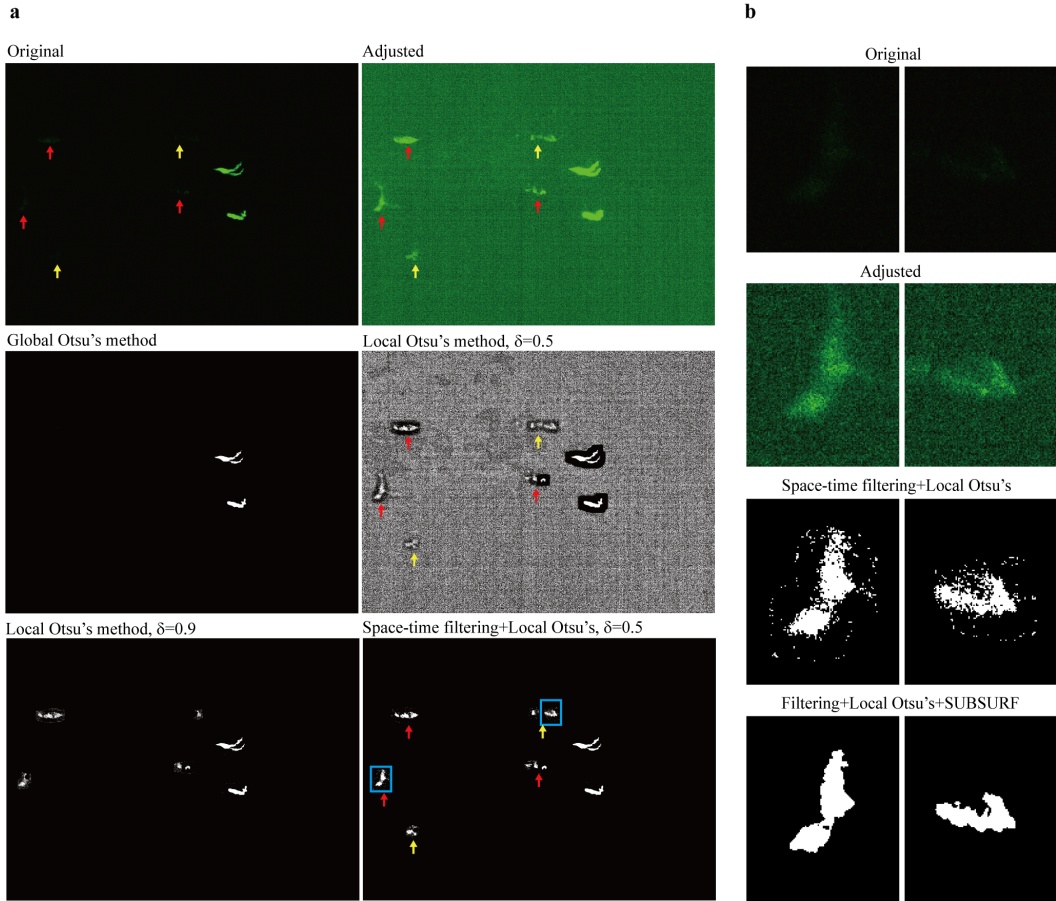 a
Original
Adjusted
Global Otsu's method
Local Otsu's method, δ=0.5
Local Otsu's method, δ=0.9
Space-time filtering+Local Otsu's, δ=0.5
b
Original
Adjusted
Space-time filtering+Local Otsu's
Filtering+Local Otsu's+SUBSURF